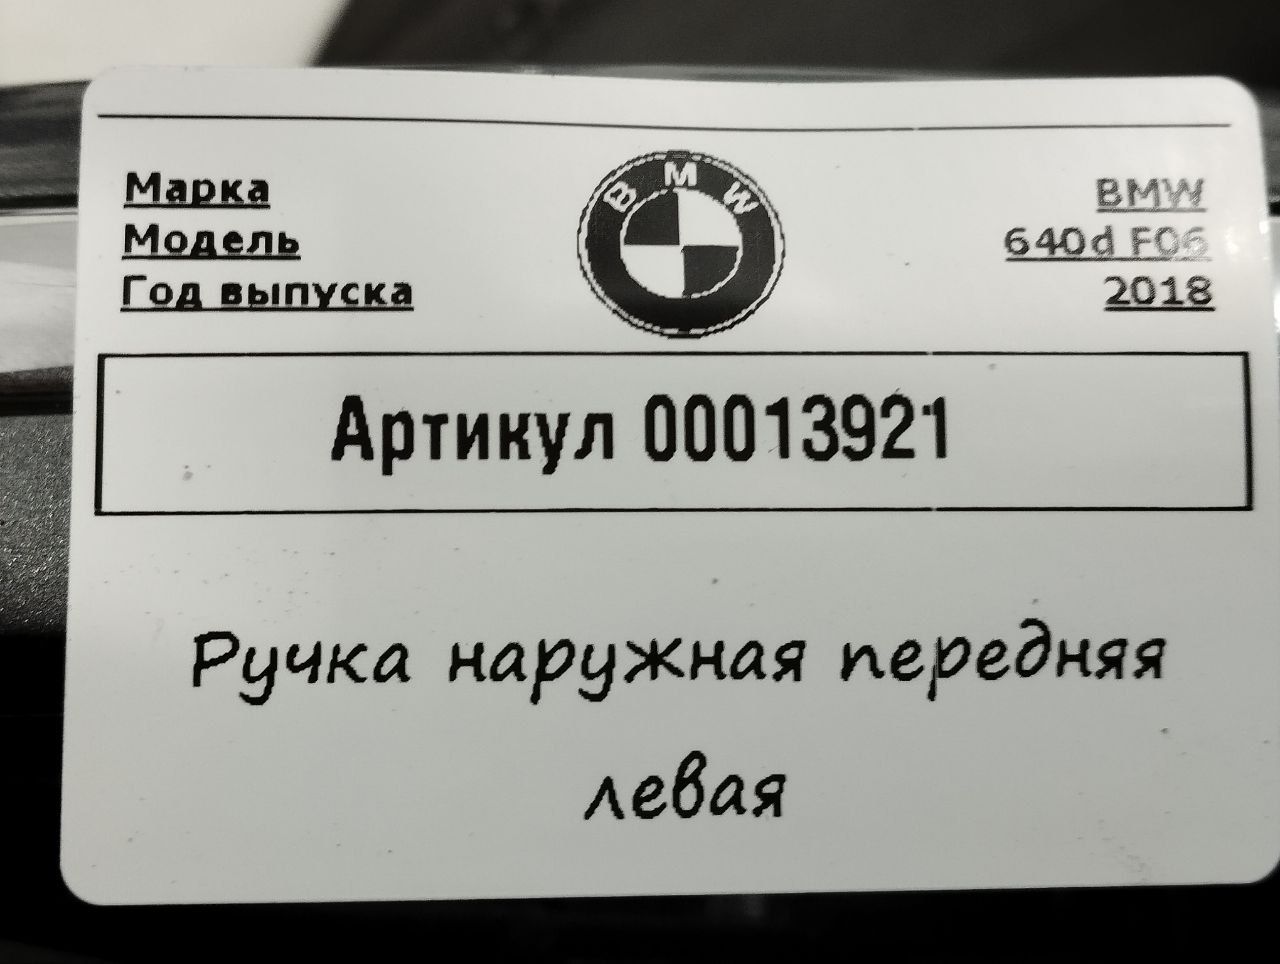 Марка BMW
Модель 640d F06
Год выпуска 2018
BMW
Артикул 00013921
Ручка наружная передняя
левая